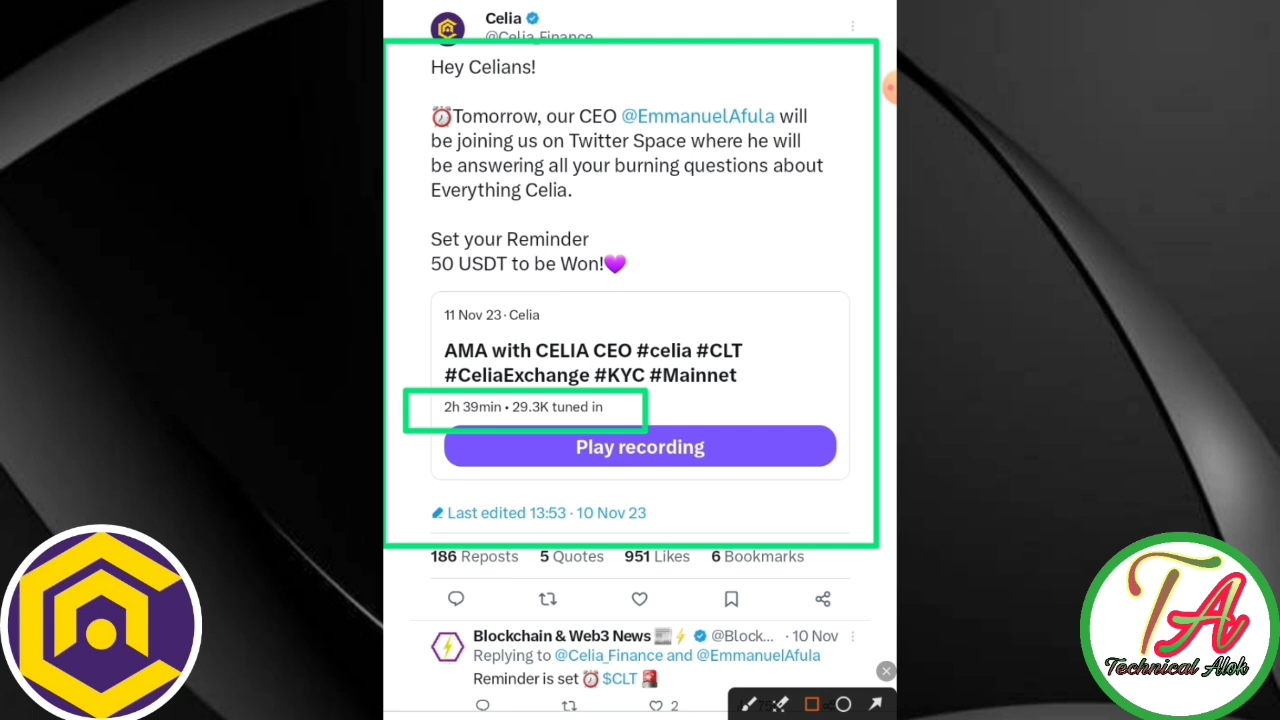 Celia
@Celia_Finance
Hey Celians!
⏰Tomorrow, our CEO @EmmanuelAfula will
be joining us on Twitter Space where he will
be answering all your burning questions about
Everything Celia.
Set your Reminder
50 USDT to be Won!💜
11 Nov 23 · Celia
AMA with CELIA CEO #celia #CLT
#CeliaExchange #KYC #Mainnet
2h 39min • 29.3K tuned in
Play recording
Last edited 13:53 · 10 Nov 23
186 Reposts 5 Quotes 951 Likes 6 Bookmarks
Blockchain & Web3 News 📰⚡ @Block... · 10 Nov
Replying to @Celia_Finance and @EmmanuelAfula
Reminder is set ⏰ $CLT 🚨
2
TA
Technical Alok